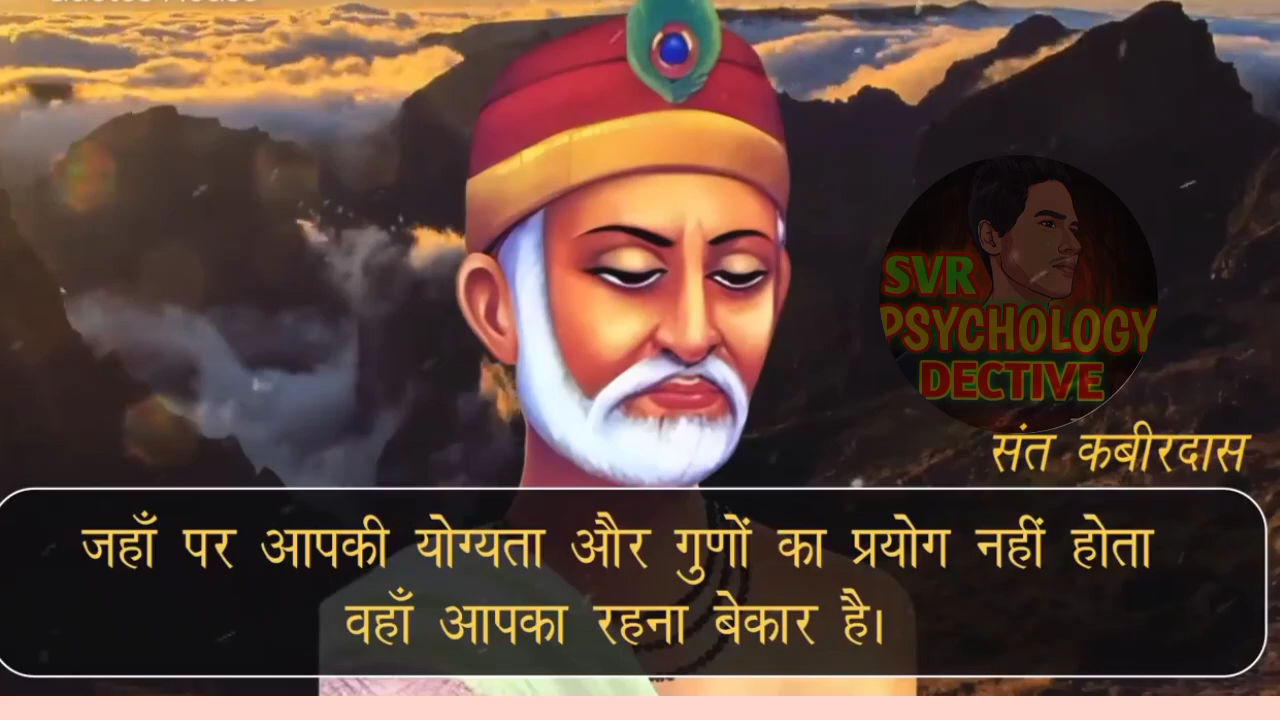 SVR
PSYCHOLOGY
DECTIVE
संत कबीरदास
जहाँ पर आपकी योग्यता और गुणों का प्रयोग नहीं होता
वहाँ आपका रहना बेकार है।